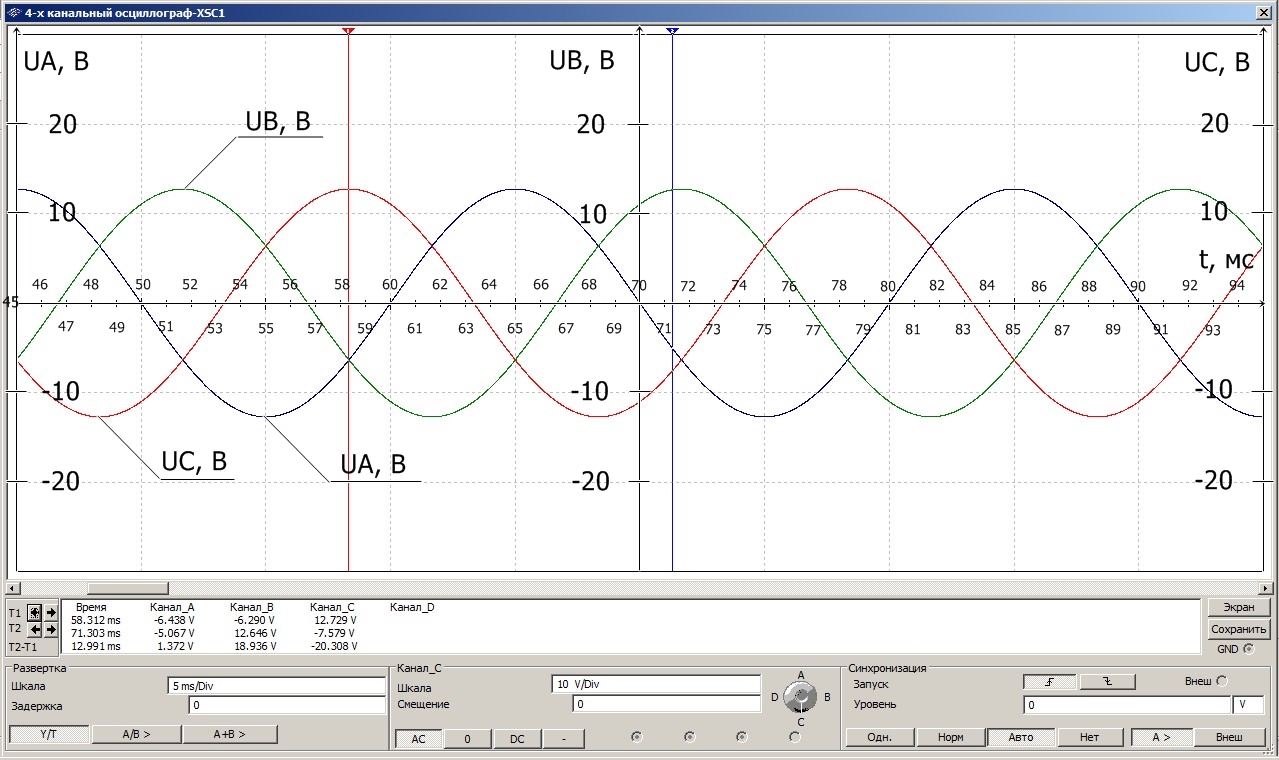 4-х канальный осциллограф-XSC1
UA, В UB, В UC, В
20 UB, В 20 20
10 10 10
t, мс
46 48 50 52 54 56 58 60 62 64 66 68 70 72 74 76 78 80 82 84 86 88 90 92 94
45
47 49 51 53 55 57 59 61 63 65 67 69 71 73 75 77 79 81 83 85 87 89 91 93
-10 -10 -10
UC, В UA, В
-20 -20 -20
Время Канал_A Канал_B Канал_C Канал_D
T1 58.312 ms -6.438 V -6.290 V 12.729 V
T2 71.303 ms -5.067 V 12.646 V -7.579 V
T2-T1 12.991 ms 1.372 V 18.936 V -20.308 V
Экран
Сохранить
GND
Развертка
Шкала 5 ms/Div
Задержка 0
Y/T A/B > A+B >
Канал_C
Шкала 10 V/Div
Смещение 0
A
D B
C
AC 0 DC -
Синхронизация
Запуск Внеш
Уровень 0 V
Одн. Норм Авто Нет A > Внеш